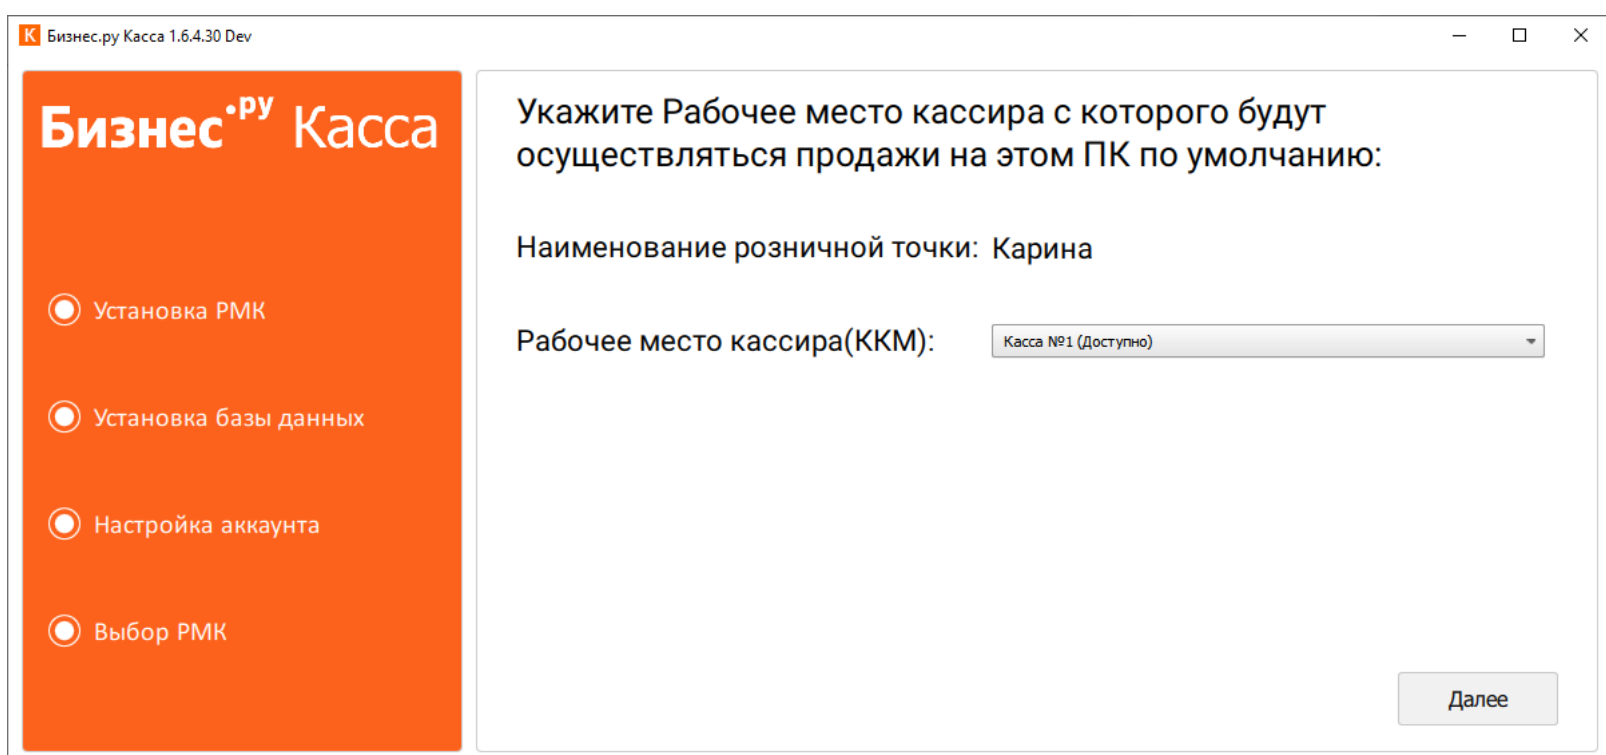 К Бизнес.ру Касса 1.6.4.30 Dev
Бизнес.ру Касса
Установка РМК
Установка базы данных
Настройка аккаунта
Выбор РМК
Укажите Рабочее место кассира с которого будут
осуществляться продажи на этом ПК по умолчанию:
Наименование розничной точки: Карина
Рабочее место кассира(ККМ): Касса №1 (Доступно)
Далее